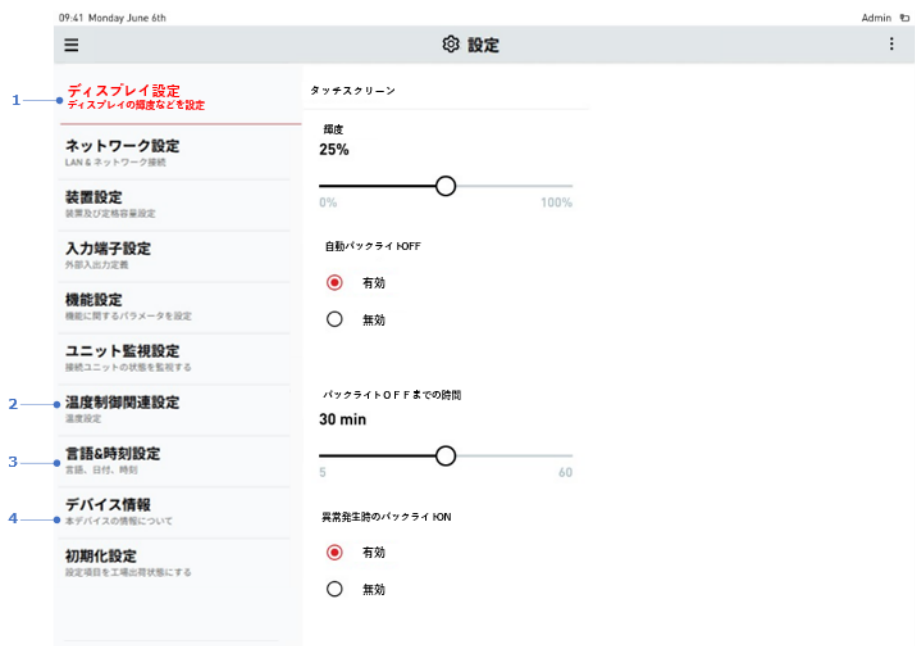 09:41 Monday June 6th
Admin
設定
1
ディスプレイ設定
ディスプレイの輝度などを設定
ネットワーク設定
LAN & ネットワーク接続
装置設定
装置及び定格容量設定
入力端子設定
外部入出力定義
機能設定
機能に関するパラメータを設定
ユニット監視設定
接続ユニットの状態を監視する
2
温度制御関連設定
温度設定
3
言語&時刻設定
言語、日付、時刻
4
デバイス情報
本デバイスの情報について
初期化設定
設定項目を工場出荷状態にする
タッチスクリーン
輝度
25%
0%
100%
自動バックライトOFF
有効
無効
バックライトOFFまでの時間
30 min
5
60
異常発生時のバックライトON
有効
無効